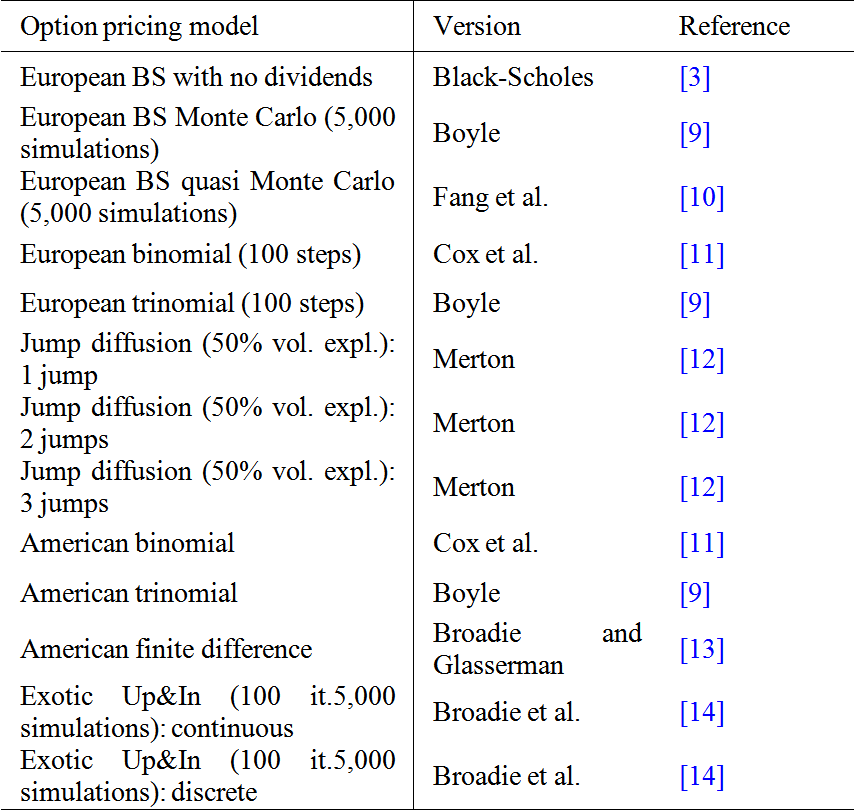 Option pricing model Version Reference
European BS with no dividends Black-Scholes [3]
European BS Monte Carlo (5,000
simulations) Boyle [9]
European BS quasi Monte Carlo
(5,000 simulations) Fang et al. [10]
European binomial (100 steps) Cox et al. [11]
European trinomial (100 steps) Boyle [9]
Jump diffusion (50% vol. expl.):
1 jump Merton [12]
Jump diffusion (50% vol. expl.):
2 jumps Merton [12]
Jump diffusion (50% vol. expl.):
3 jumps Merton [12]
American binomial Cox et al. [11]
American trinomial Boyle [9]
American finite difference Broadie and
Glasserman [13]
Exotic Up&In (100 it.5,000
simulations): continuous Broadie et al. [14]
Exotic Up&In (100 it.5,000
simulations): discrete Broadie et al. [14]